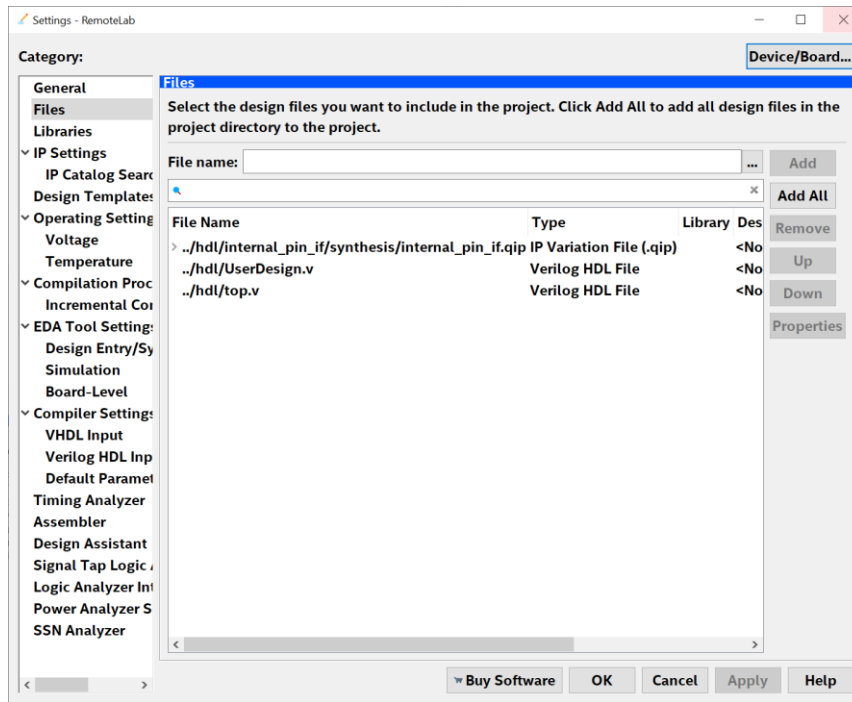 Settings - RemoteLab
Category:
Device/Board...
General
Files
Libraries
IP Settings
IP Catalog Searc
Design Templates
Operating Setting
Voltage
Temperature
Compilation Proc
Incremental Cor
EDA Tool Settings
Design Entry/Sy
Simulation
Board-Level
Compiler Settings
VHDL Input
Verilog HDL Inp
Default Paramet
Timing Analyzer
Assembler
Design Assistant
Signal Tap Logic A
Logic Analyzer Int
Power Analyzer S
SSN Analyzer
Files
Select the design files you want to include in the project. Click Add All to add all design files in the
project directory to the project.
File name: ... Add
Add All
File Name Type Library Des
Remove
../hdl/internal_pin_if/synthesis/internal_pin_if.qip IP Variation File (.qip) <No
../hdl/UserDesign.v Verilog HDL File <No
../hdl/top.v Verilog HDL File <No
Up
Down
Properties
Buy Software OK Cancel Apply Help